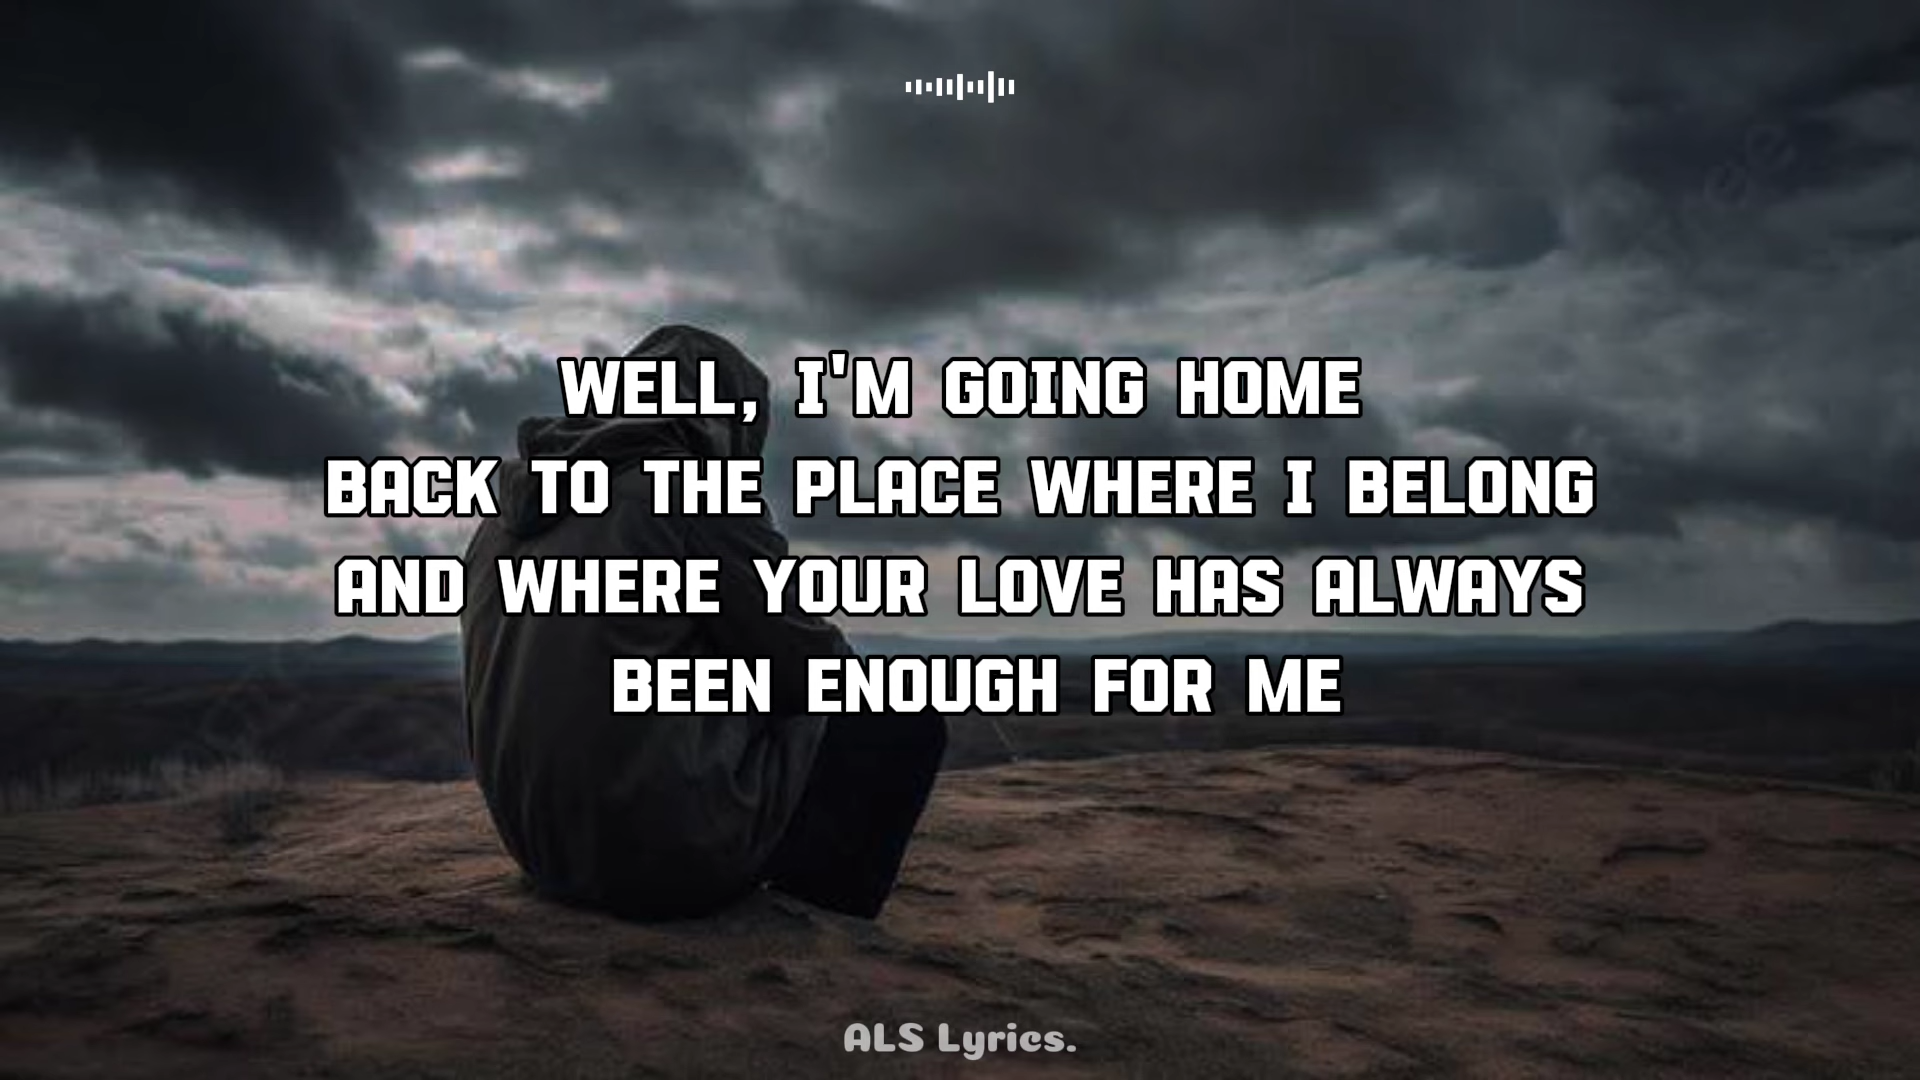 WELL, I'M GOING HOME
BACK TO THE PLACE WHERE I BELONG
AND WHERE YOUR LOVE HAS ALWAYS
BEEN ENOUGH FOR ME
ALS Lyrics.